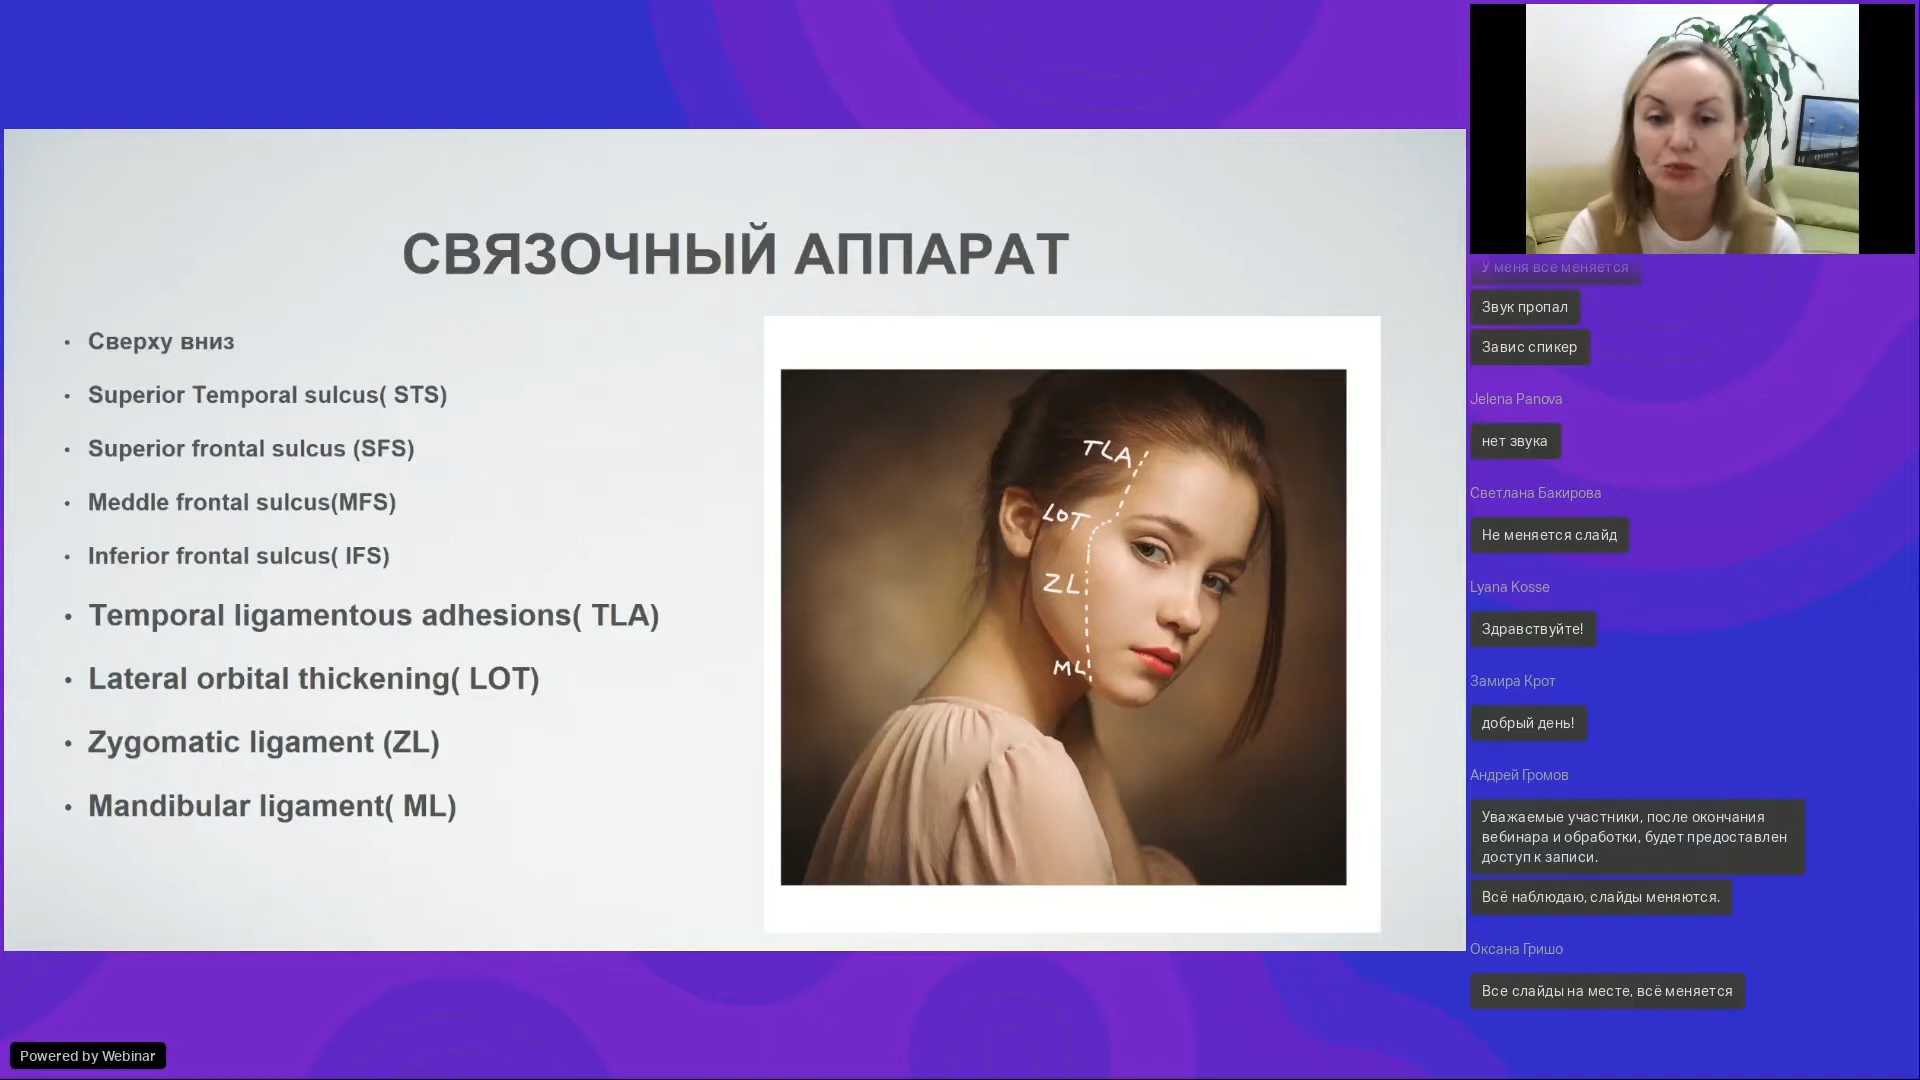 СВЯЗОЧНЫЙ АППАРАТ
• Сверху вниз
• Superior Temporal sulcus( STS)
• Superior frontal sulcus (SFS)
• Meddle frontal sulcus(MFS)
• Inferior frontal sulcus( IFS)
• Temporal ligamentous adhesions( TLA)
• Lateral orbital thickening( LOT)
• Zygomatic ligament (ZL)
• Mandibular ligament( ML)
TLA
LOT
ZL
ML
У меня все меняется
Звук пропал
Завис спикер
Jelena Panova
нет звука
Светлана Бакирова
Не меняется слайд
Lyana Kosse
Здравствуйте!
Замира Крот
добрый день!
Андрей Громов
Уважаемые участники, после окончания
вебинара и обработки, будет предоставлен
доступ к записи.
Всё наблюдаю, слайды меняются.
Оксана Гришо
Все слайды на месте, всё меняется
Powered by Webinar